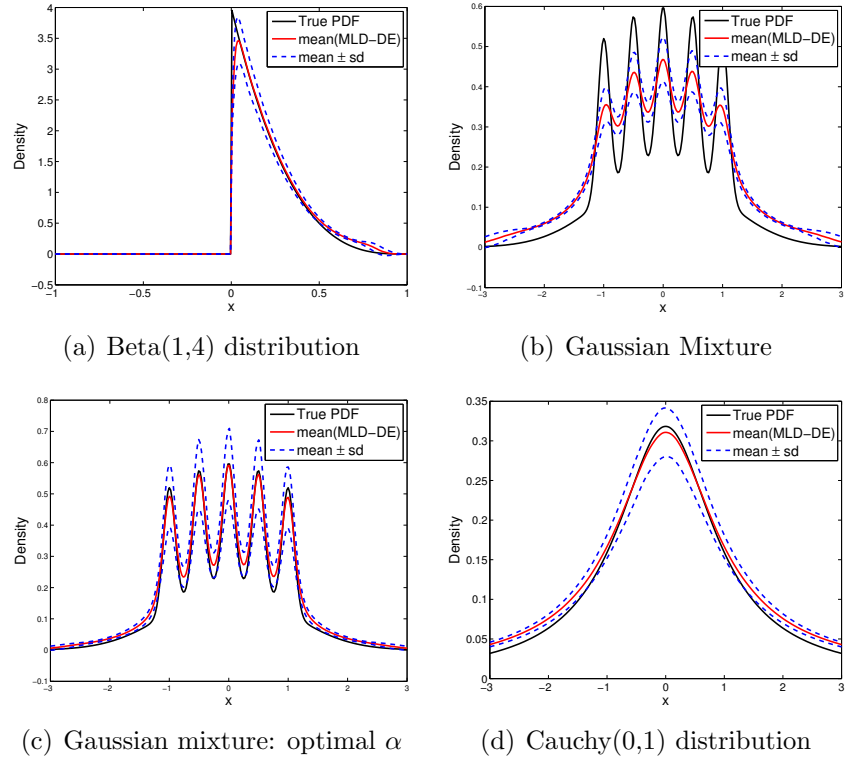 4
3.5
3
2.5
2
1.5
1
0.5
0
−0.5
−1
−0.5
0
0.5
1
x
Density
True PDF
mean(MLD−DE)
mean ± sd
(a) Beta(1,4) distribution
0.6
0.5
0.4
0.3
0.2
0.1
0
−0.1
−3
−2
−1
0
1
2
3
x
Density
True PDF
mean(MLD−DE)
mean ± sd
(b) Gaussian Mixture
0.8
0.7
0.6
0.5
0.4
0.3
0.2
0.1
0
−0.1
−3
−2
−1
0
1
2
3
x
Density
True PDF
mean(MLD−DE)
mean ± sd
(c) Gaussian mixture: optimal α
0.35
0.3
0.25
0.2
0.15
0.1
0.05
0
−3
−2
−1
0
1
2
3
x
Density
True PDF
mean(MLD−DE)
mean ± sd
(d) Cauchy(0,1) distribution